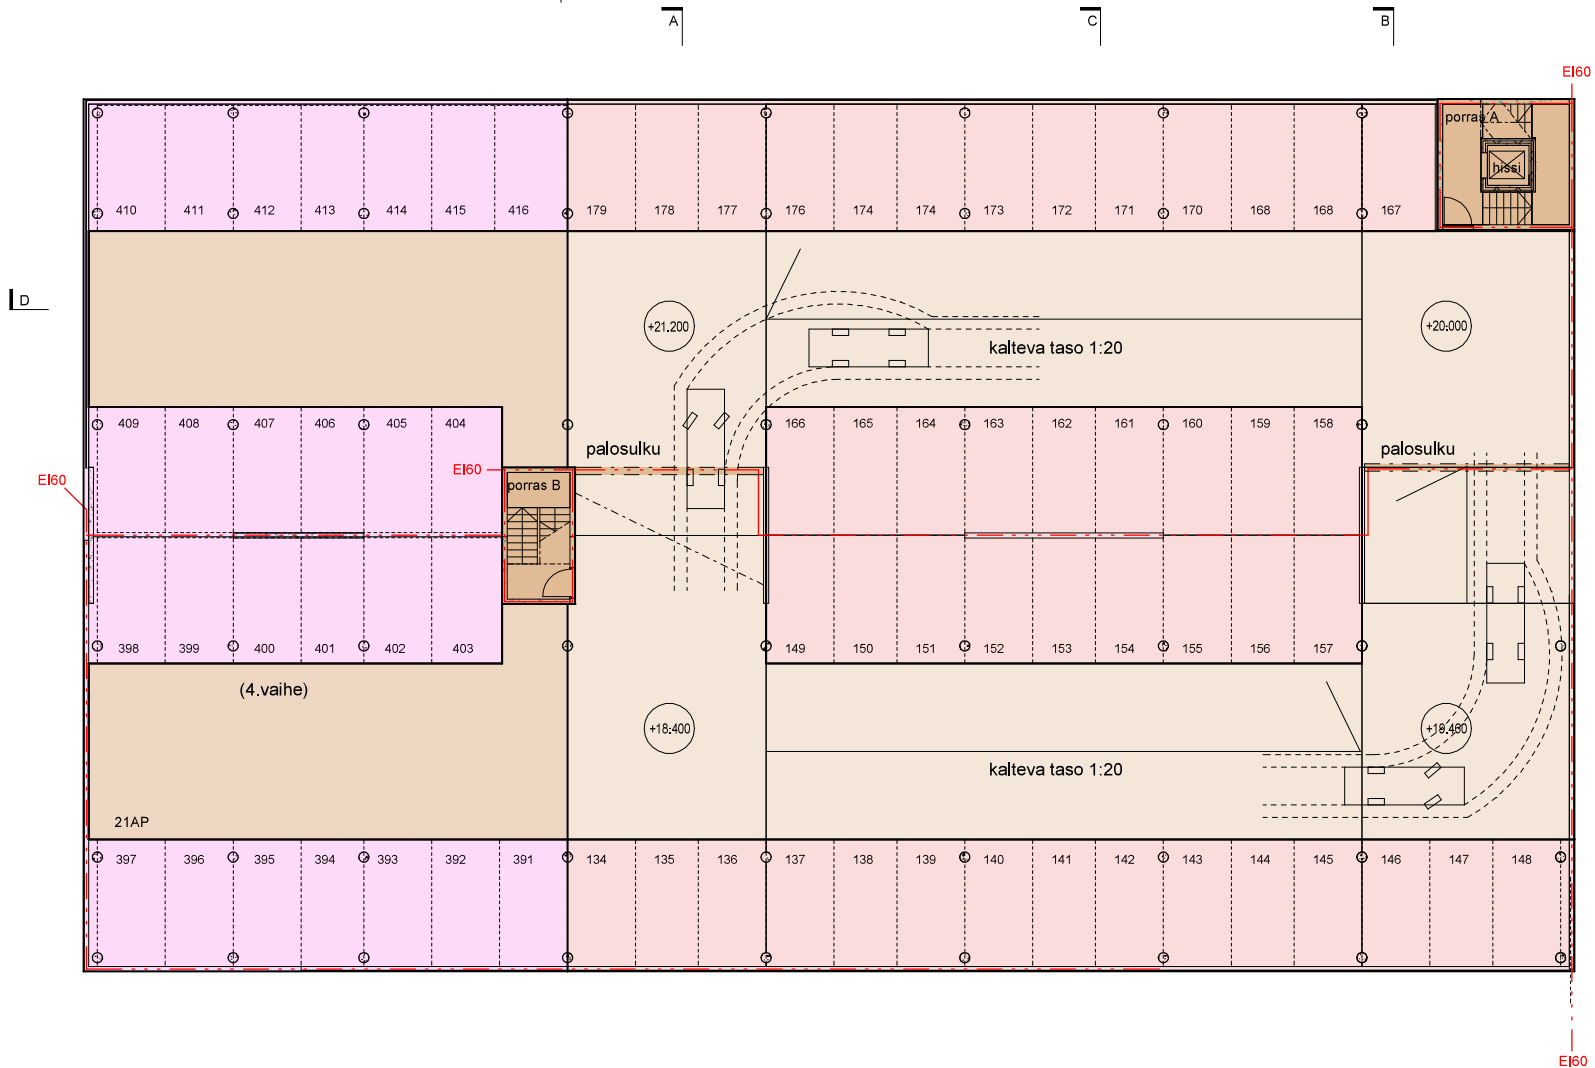 A
C
B
EI60
porras A
hissi
410 411 412 413 414 415 416 179 178 177 176 174 174 173 172 171 170 168 168 167
D
+21.200
+20.000
kalteva taso 1:20
409 408 407 406 405 404 166 165 164 163 162 161 160 159 158
palosulku
palosulku
EI60
EI60
porras B
398 399 400 401 402 403 149 150 151 152 153 154 155 156 157
(4.vaihe)
+18.400
+19.460
kalteva taso 1:20
21AP
397 396 395 394 393 392 391 134 135 136 137 138 139 140 141 142 143 144 145 146 147 148
EI60